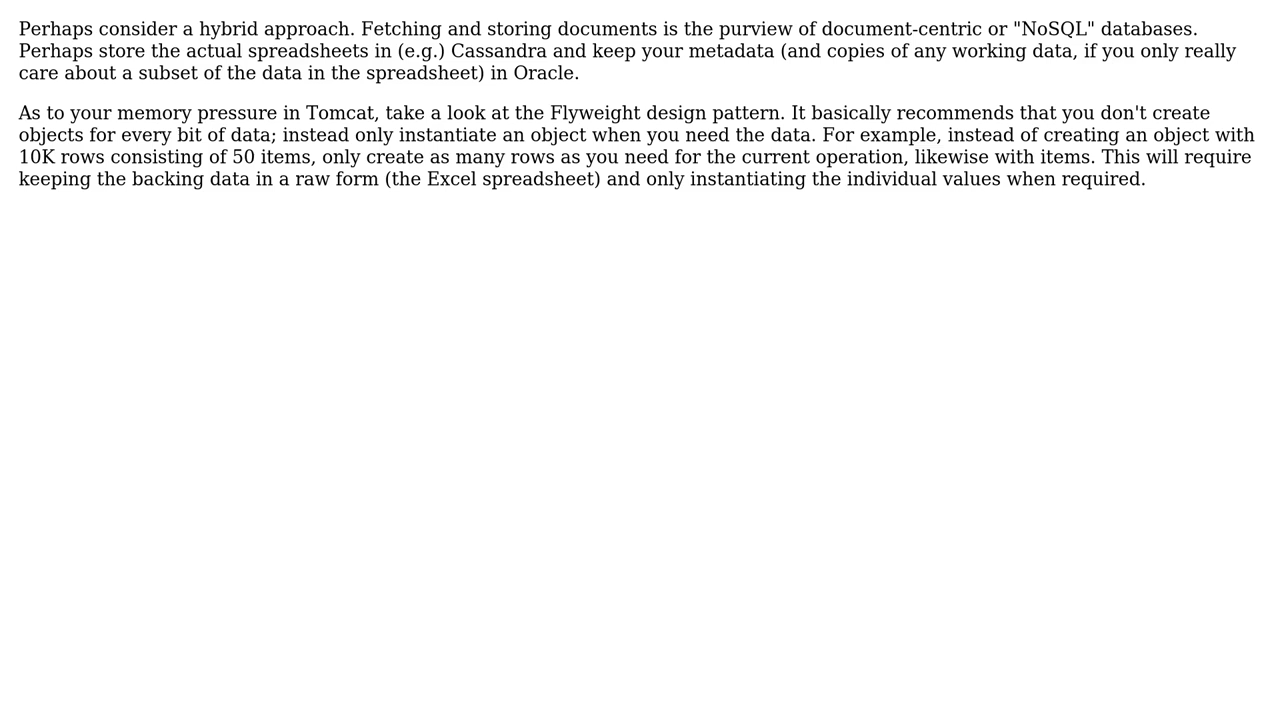 Perhaps consider a hybrid approach. Fetching and storing documents is the purview of document-centric or "NoSQL" databases.
Perhaps store the actual spreadsheets in (e.g.) Cassandra and keep your metadata (and copies of any working data, if you only really
care about a subset of the data in the spreadsheet) in Oracle.
As to your memory pressure in Tomcat, take a look at the Flyweight design pattern. It basically recommends that you don't create
objects for every bit of data; instead only instantiate an object when you need the data. For example, instead of creating an object with
10K rows consisting of 50 items, only create as many rows as you need for the current operation, likewise with items. This will require
keeping the backing data in a raw form (the Excel spreadsheet) and only instantiating the individual values when required.